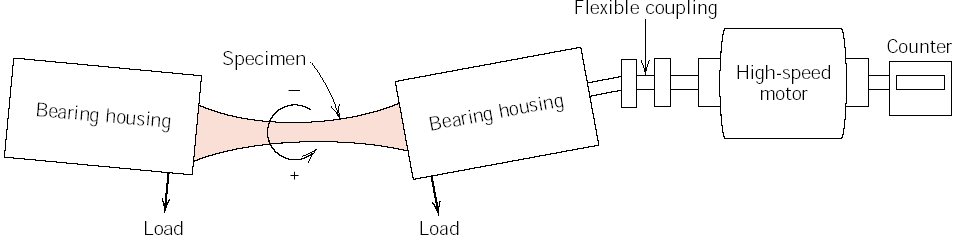 Flexible coupling
Specimen
Counter
Bearing housing
–
Bearing housing
High-speed
motor
+
Load
Load